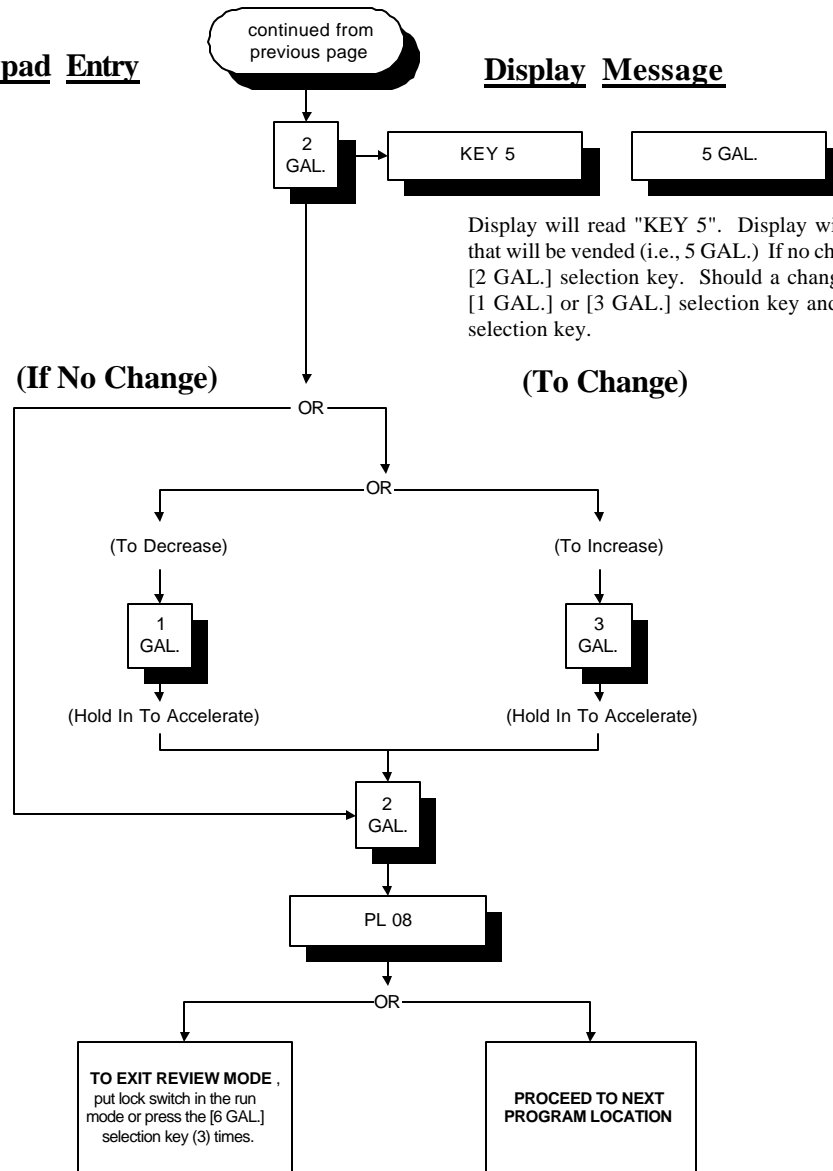 continued from
previous page
pad Entry
Display Message
2
GAL.
KEY 5
5 GAL.
Display will read "KEY 5". Display
that will be vended (i.e., 5 GAL.) If no
[2 GAL.] selection key. Should a
[1 GAL.] or [3 GAL.] selection key and
selection key.
(If No Change)
(To Change)
OR
OR
(To Decrease)
(To Increase)
1
GAL.
3
GAL.
(Hold In To Accelerate)
(Hold In To Accelerate)
2
GAL.
PL 08
OR
TO EXIT REVIEW MODE ,
put lock switch in the run
mode or press the [6 GAL.]
selection key (3) times.
PROCEED TO NEXT
PROGRAM LOCATION